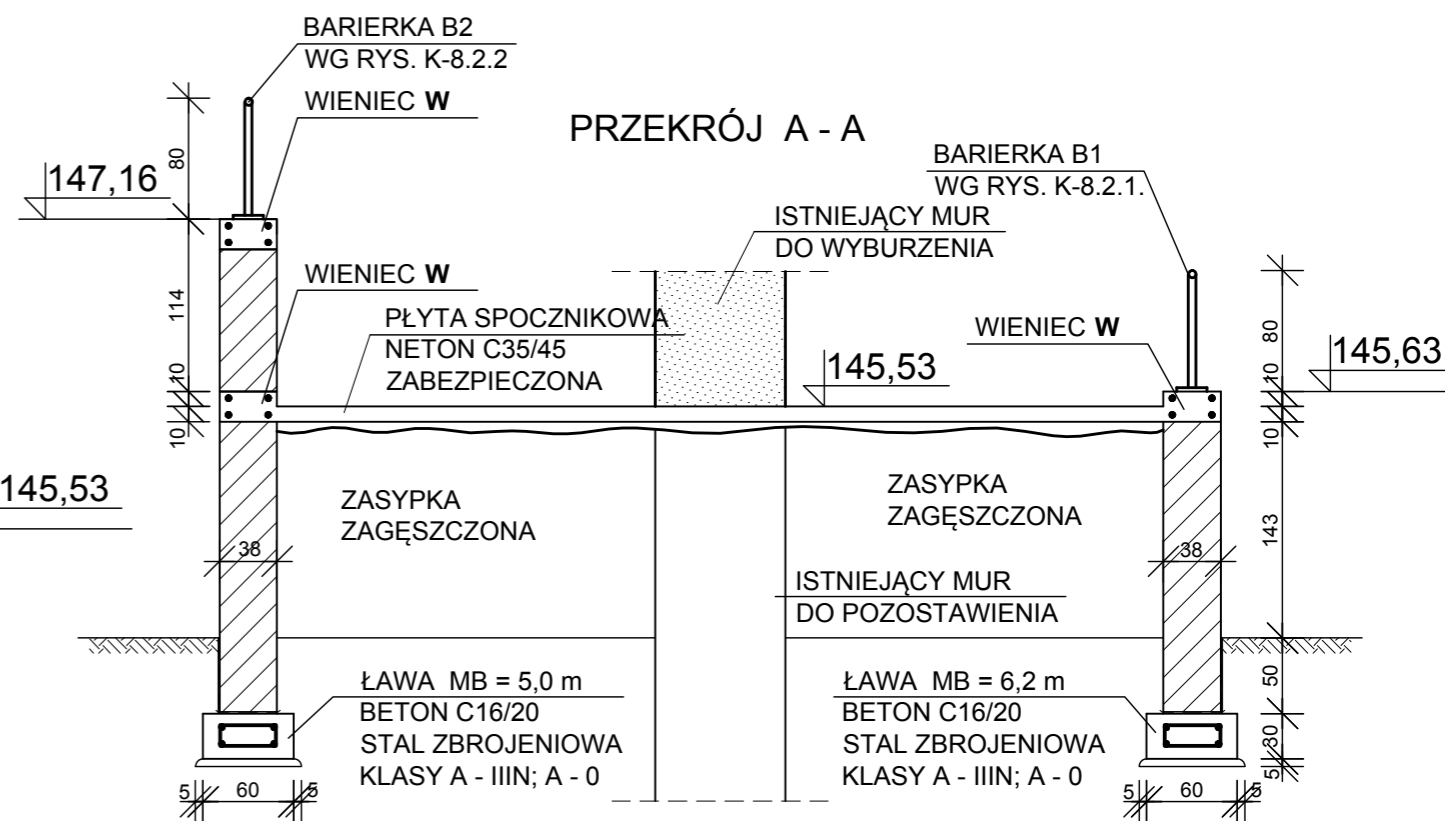 BARIERKA B2
WG RYS. K-8.2.2
WIENIEC W
PRZEKRÓJ A - A
BARIERKA B1
WG RYS. K-8.2.1.
80
147,16
ISTNIEJĄCY MUR
DO WYBURZENIA
WIENIEC W
PŁYTA SPOCZNIKOWA
NETON C35/45
ZABEZPIECZONA
WIENIEC W
114
80
145,53
145,63
10
10
10
10
145,53
ZASYPKA
ZAGĘSZCZONA
ZASYPKA
ZAGĘSZCZONA
143
38
38
ISTNIEJĄCY MUR
DO POZOSTAWIENIA
ŁAWA MB = 5,0 m
BETON C16/20
STAL ZBROJENIOWA
KLASY A - IIIN; A - 0
ŁAWA MB = 6,2 m
BETON C16/20
STAL ZBROJENIOWA
KLASY A - IIIN; A - 0
50
30
5
5 60 5
5 60 5